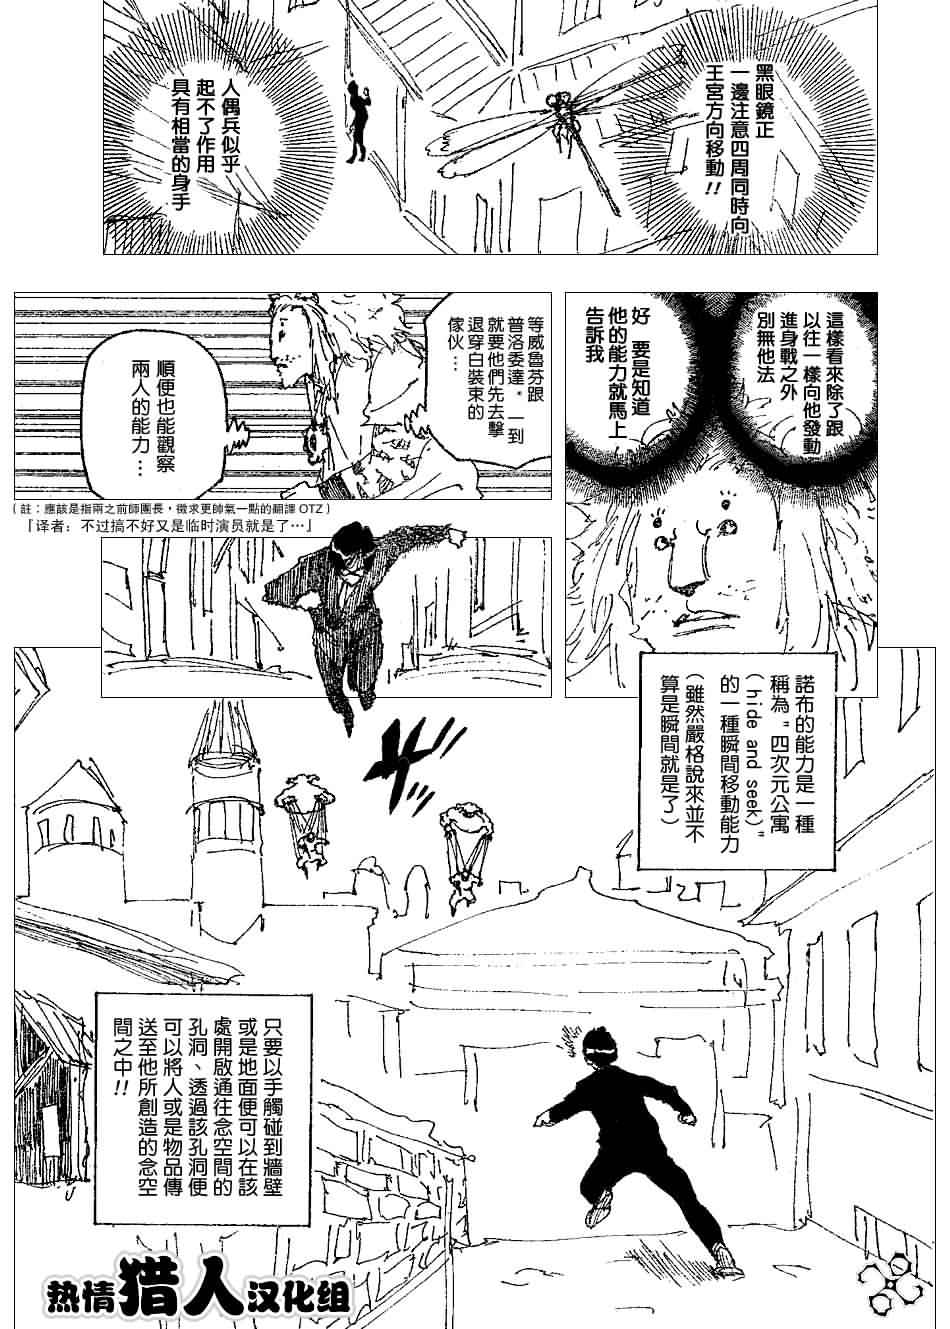 黑眼鏡正
一邊注意四周同時向
王宮方向移動!!
人偶兵似乎
起不了作用
具有相當的身手
這樣看來除了跟
以往一樣向他發動
進身戰之外
別無他法
好 要是知道
他的能力就馬上
告訴我
等威魯芬跟
普洛委達*一到
就要他們先去擊
退穿白裝束的
傢伙…
順便也能觀察
兩人的能力…
(註：應該是指兩之前師團長，徵求更帥氣一點的翻譯 OTZ)
「译者：不过搞不好又是临时演员就是了…」
諾布的能力是一種
稱為"四次元公寓
(hide and seek)"
的一種瞬間移動能力
(雖然嚴格說來並不
算是瞬間就是了)
只要以手觸碰到牆壁
或是地面便可以在該
處開啟通往念空間的
孔洞、透過該孔洞便
可以將人或是物品傳
送至他所創造的念空
間之中!!
热情猎人汉化组